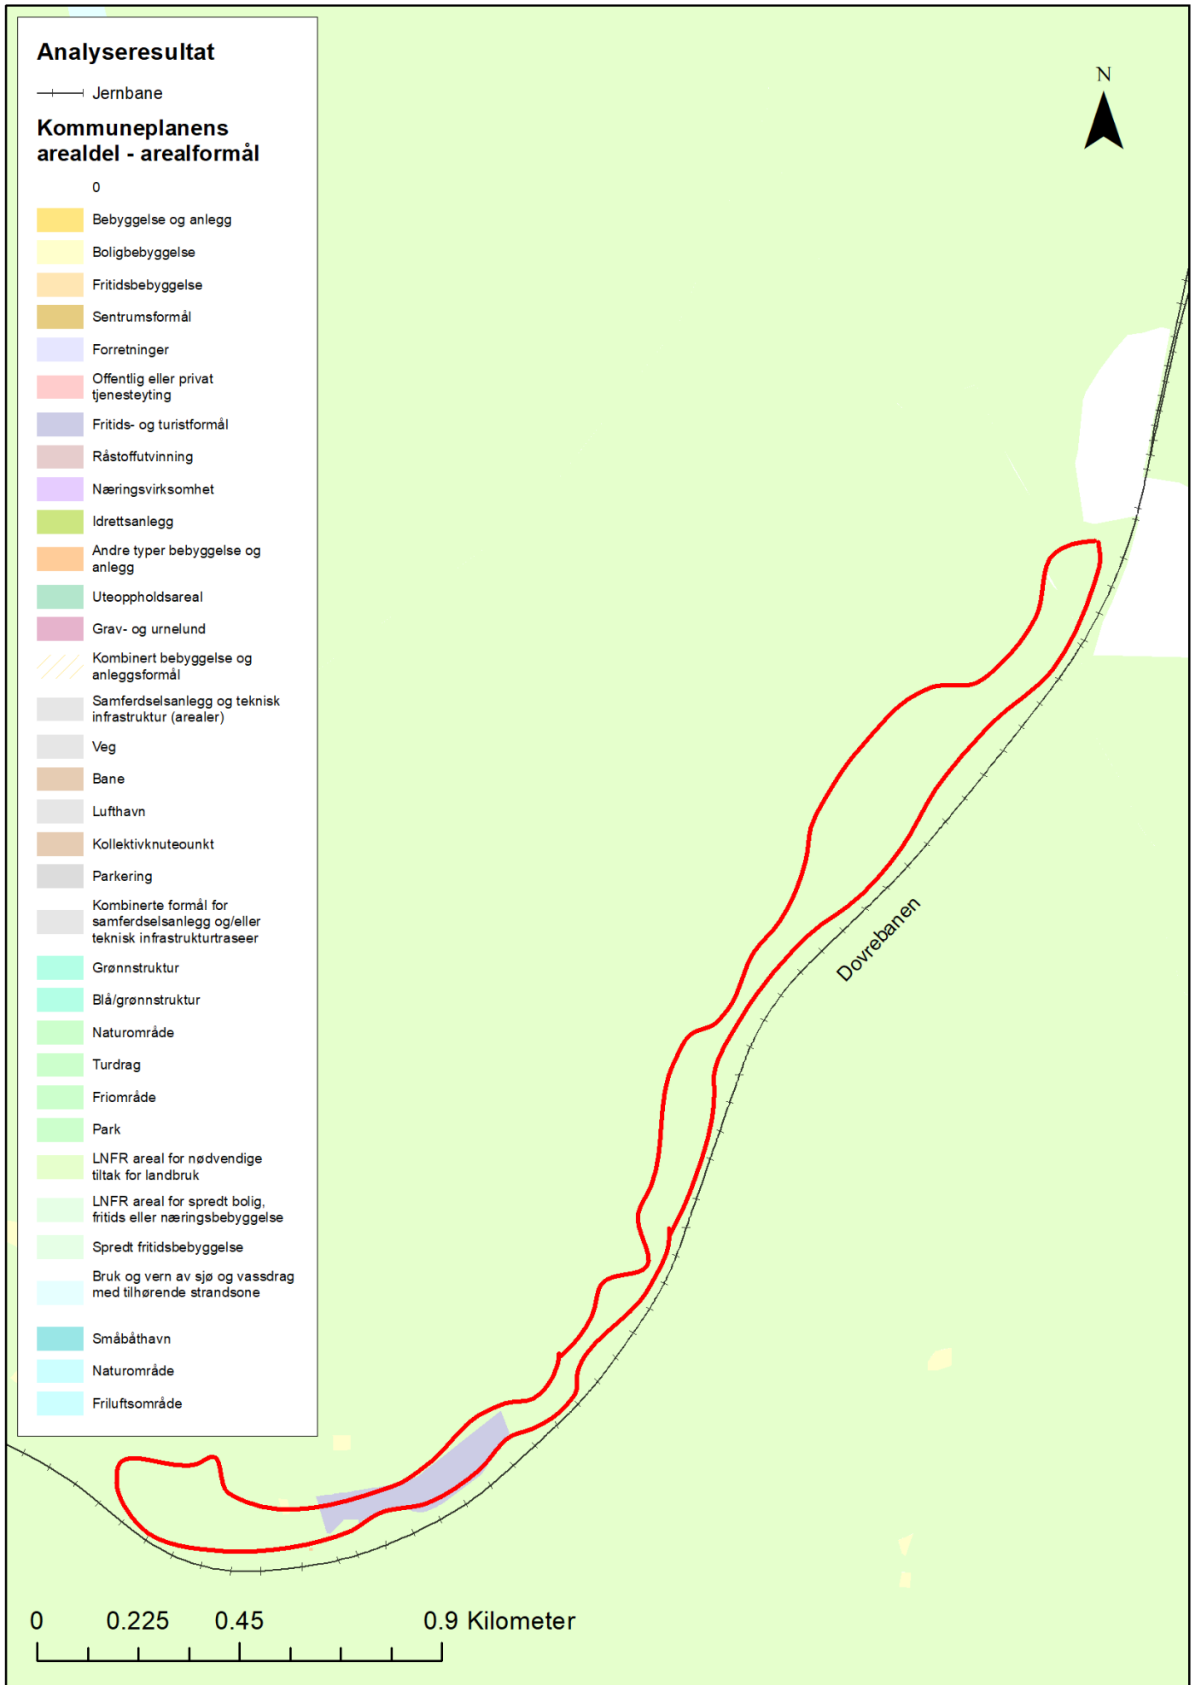 Analyseresultat
Jernbane
Kommuneplanens
arealdel - arealformål
0
Bebyggelse og anlegg
Boligbebyggelse
Fritidsbebyggelse
Sentrumsformål
Forretninger
Offentlig eller privat
tjenesteyting
Fritids- og turistformål
Råstoffutvinning
Næringsvirksomhet
Idrettsanlegg
Andre typer bebyggelse og
anlegg
Uteoppholdsareal
Grav- og urnelund
Kombinert bebyggelse og
anleggsformål
Samferdselsanlegg og teknisk
infrastruktur (arealer)
Veg
Bane
Lufthavn
Kollektivknuteounkt
Parkering
Kombinerte formål for
samferdselsanlegg og/eller
teknisk infrastrukturtraseer
Grønnstruktur
Blå/grønnstruktur
Naturområde
Turdrag
Friområde
Park
LNFR areal for nødvendige
tiltak for landbruk
LNFR areal for spredt bolig,
fritids eller næringsbebyggelse
Spredt fritidsbebyggelse
Bruk og vern av sjø og vassdrag
med tilhørende strandsone
Småbåthavn
Naturområde
Friluftsområde
N
Dovrebanen
0 0.225 0.45 0.9 Kilometer